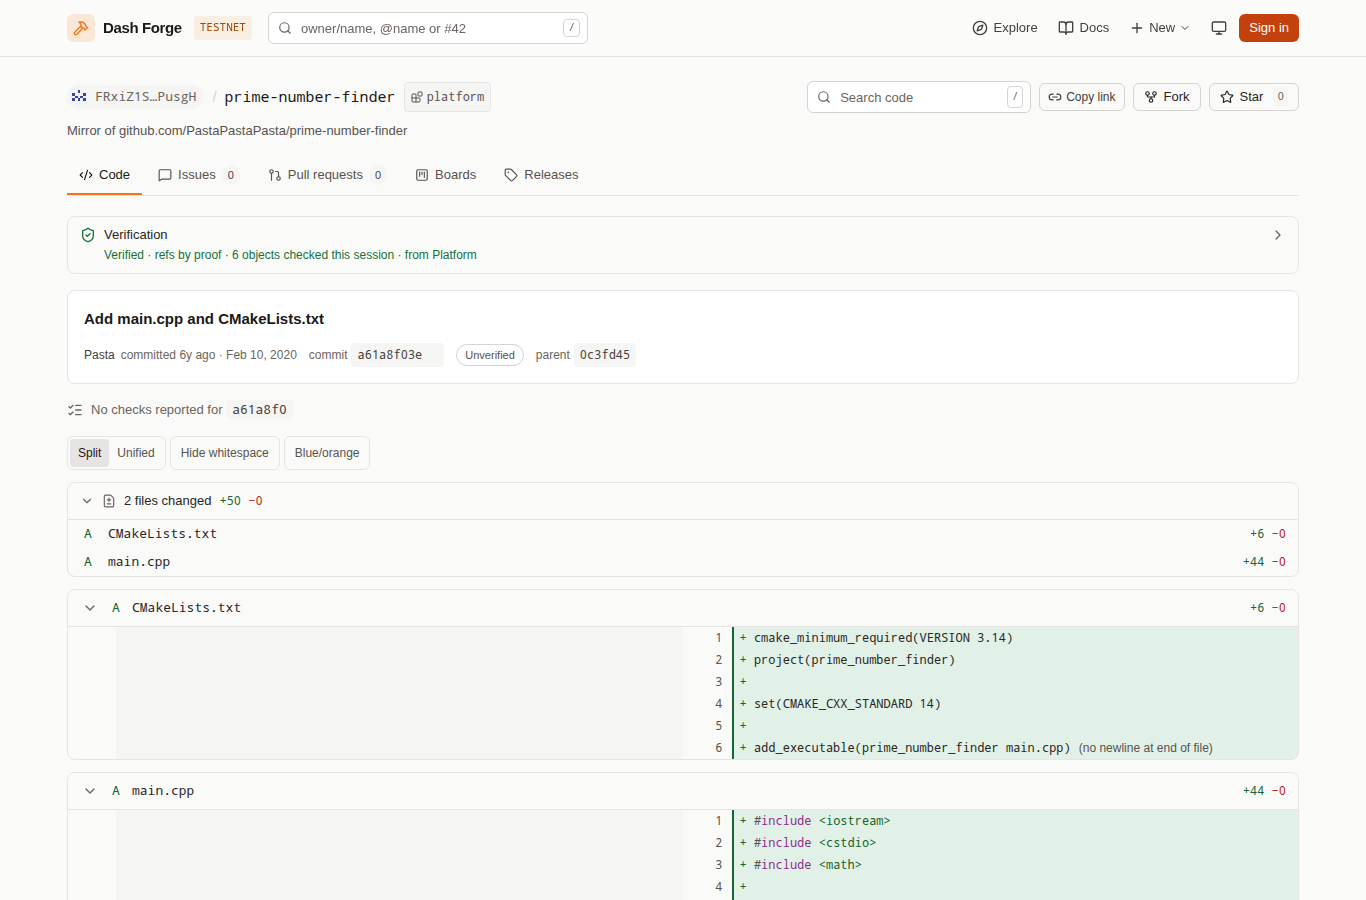 Dash Forge TESTNET owner/name, @name or #42 / Explore Docs New Sign in
FRxiZ1S…PusgH / prime-number-finder platform Search code / Copy link Fork Star 0
Mirror of github.com/PastaPastaPasta/prime-number-finder
Code Issues 0 Pull requests 0 Boards Releases
Verification
Verified · refs by proof · 6 objects checked this session · from Platform
Add main.cpp and CMakeLists.txt
Pasta committed 6y ago · Feb 10, 2020 commit a61a8f03e Unverified parent 0c3fd45
No checks reported for a61a8f0
Split Unified Hide whitespace Blue/orange
2 files changed +50 −0
A CMakeLists.txt +6 −0
A main.cpp +44 −0
A CMakeLists.txt +6 −0
1 + cmake_minimum_required(VERSION 3.14)
2 + project(prime_number_finder)
3 +
4 + set(CMAKE_CXX_STANDARD 14)
5 +
6 + add_executable(prime_number_finder main.cpp) (no newline at end of file)
A main.cpp +44 −0
1 + #include <iostream>
2 + #include <cstdio>
3 + #include <math>
4 +